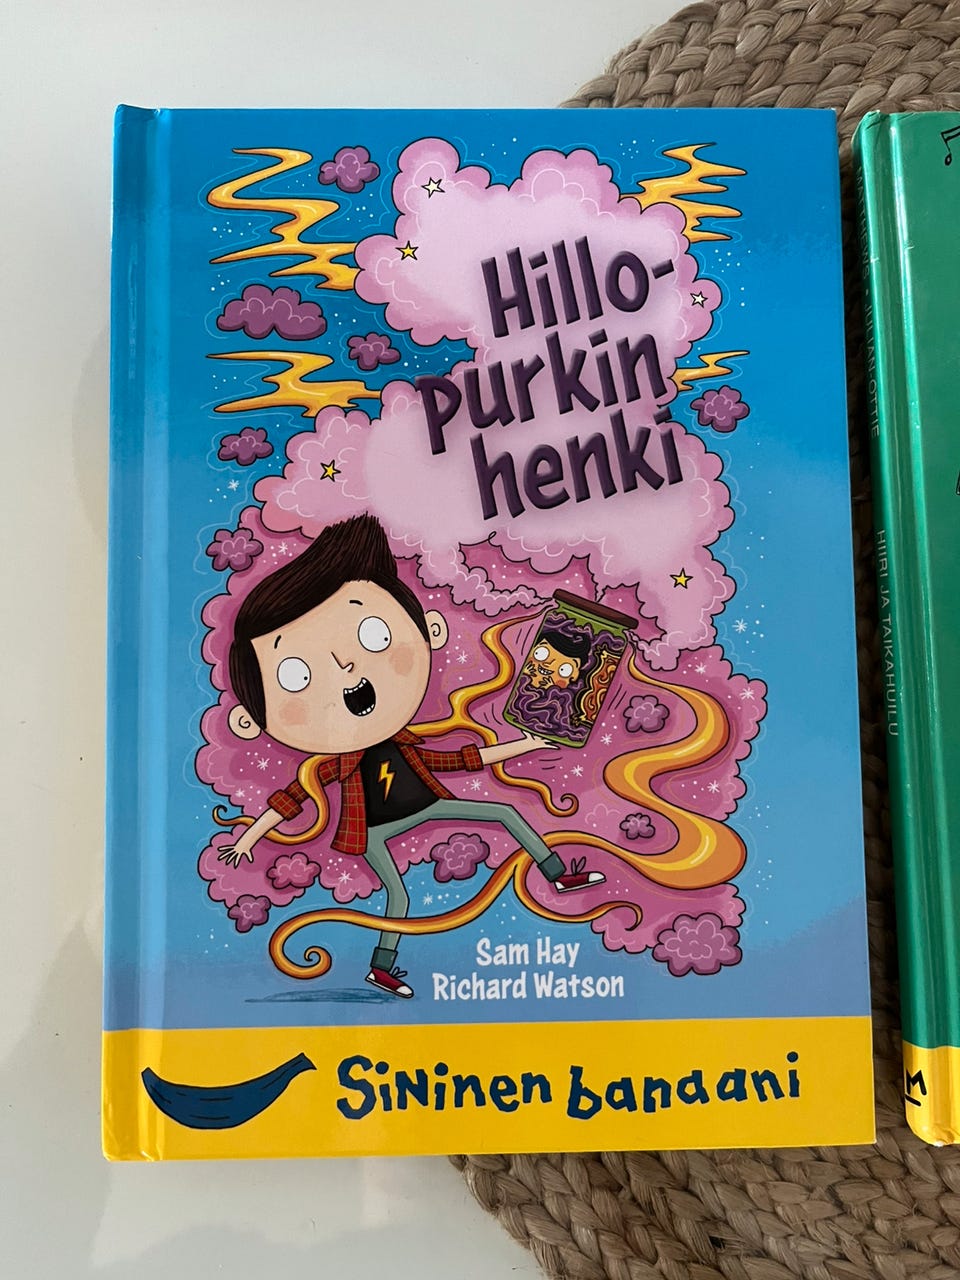 Hillo-
purkin
henki
Sam Hay
Richard Watson
Sininen banaani
HIIRI JA TAIKAHUILU